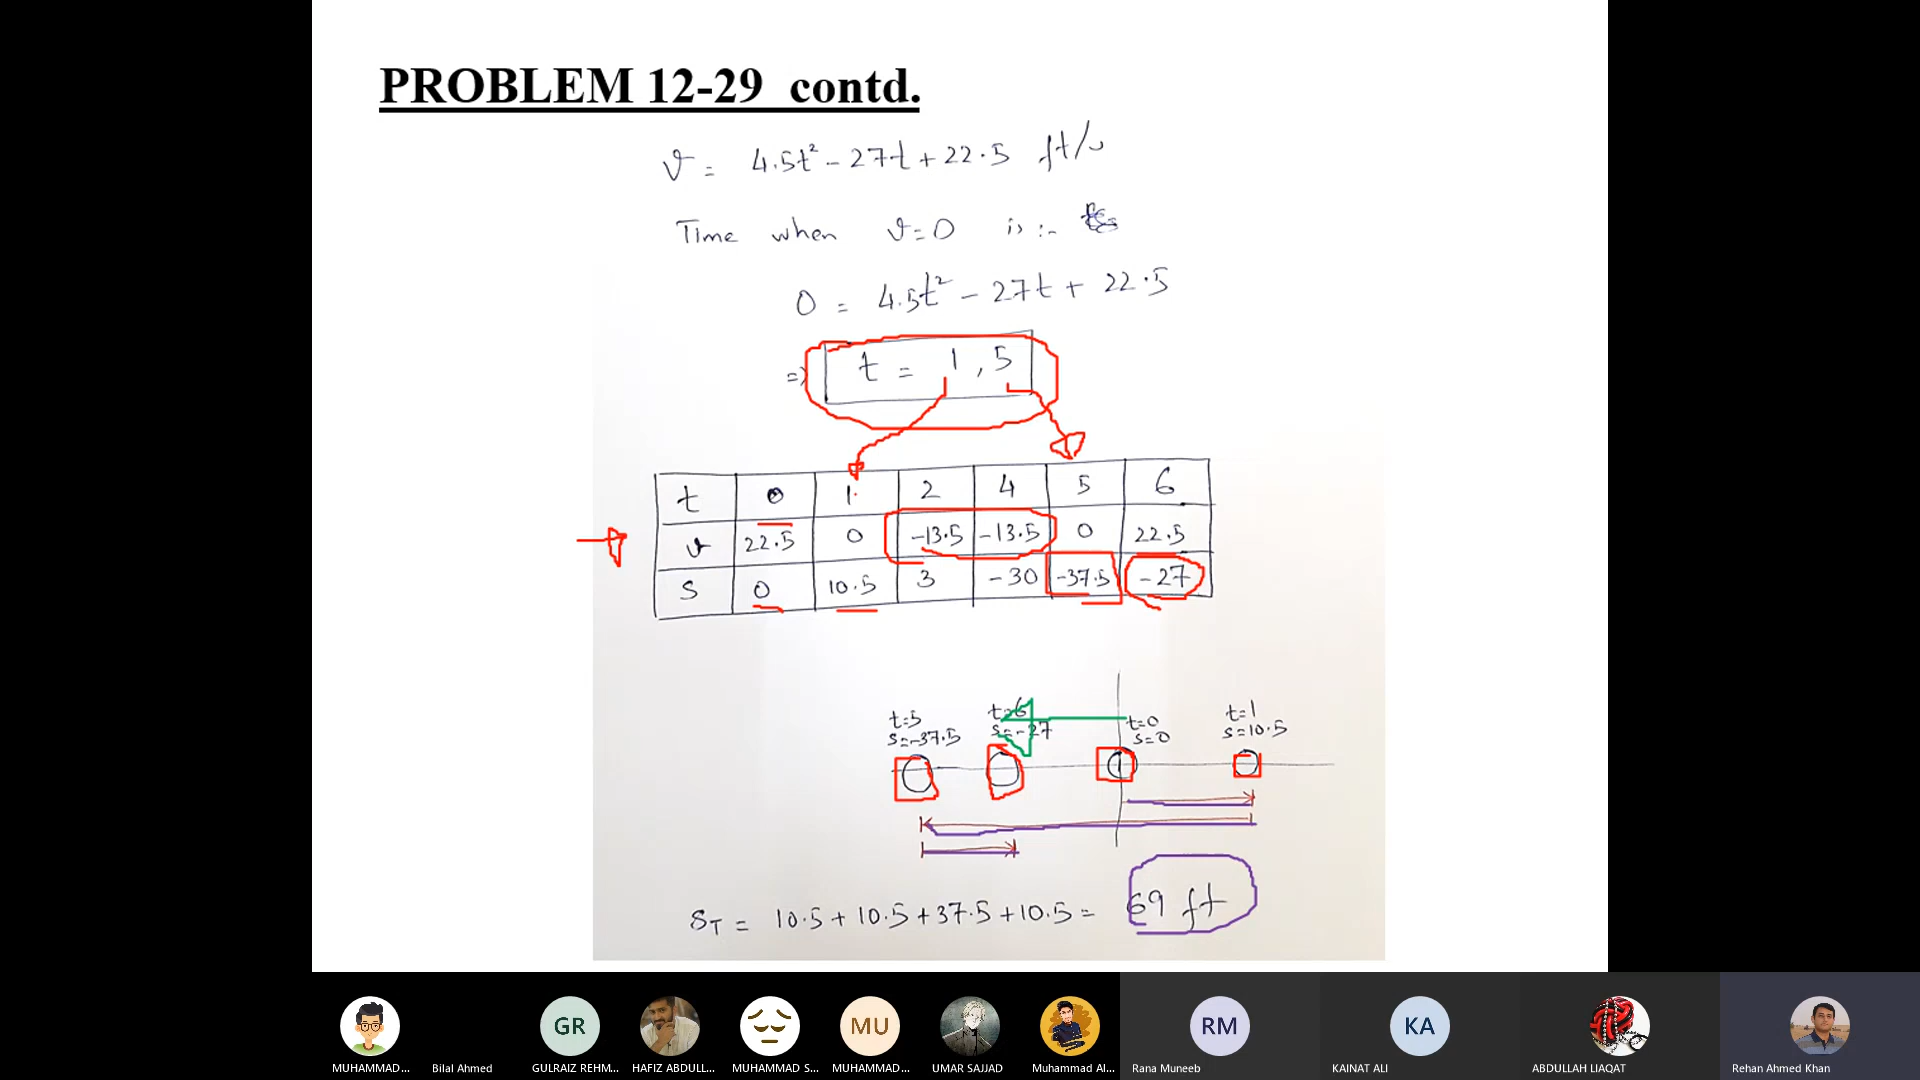 PROBLEM 12-29 contd.
v = 4.5t² - 27t + 22.5 ft/s
Time when v=0 is :-
0 = 4.5t² - 27t + 22.5
=> t = 1, 5
t 0 1 2 4 5 6
v 22.5 0 -13.5 -13.5 0 22.5
s 0 10.5 3 -30 -37.5 -27
t=5 t=6 t=0 t=1
s=-37.5 s=-27 s=0 s=10.5
sT = 10.5 + 10.5 + 37.5 + 10.5 = 69 ft
GR MU RM KA
MUHAMMAD... Bilal Ahmed GULRAIZ REHM... HAFIZ ABDULL... MUHAMMAD S... MUHAMMAD... UMAR SAJJAD Muhammad Al... Rana Muneeb KAINAT ALI ABDULLAH LIAQAT Rehan Ahmed Khan